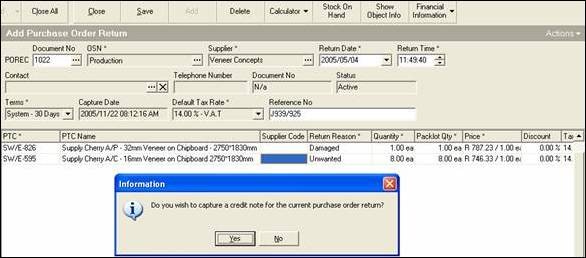 Close All Close Save Add Delete Calculator Stock On Hand Show Object Info Financial Information
Add Purchase Order Return Actions
Document No OSN * Supplier * Return Date * Return Time *
POREC 1022 ... Production ... Veneer Concepts ... 2005/05/04 11:49:40
Contact Telephone Number Document No Status
... X N/a Active
Terms * Capture Date Default Tax Rate * Reference No
System - 30 Days 2005/11/22 08:12:16 AM 14.00 % - V.A.T J939/925
PTC * PTC Name Supplier Code Return Reason * Quantity * Packlot Qty * Price * Discount Ta
SW/E-826 Supply Cherry A/P - 32mm Veneer on Chipboard - 2750*1830mm Damaged 1.00 ea 1.00 ea R 787.23 / 1.00 ea 0.00 % 14.
SW/E-595 Supply Cherry A/C - 16mm Veneer on Chipboard 2750*1830mm Unwanted 8.00 ea 8.00 ea R 746.33 / 1.00 ea 0.00 % 14.
Information
Do you wish to capture a credit note for the current purchase order return?
Yes No